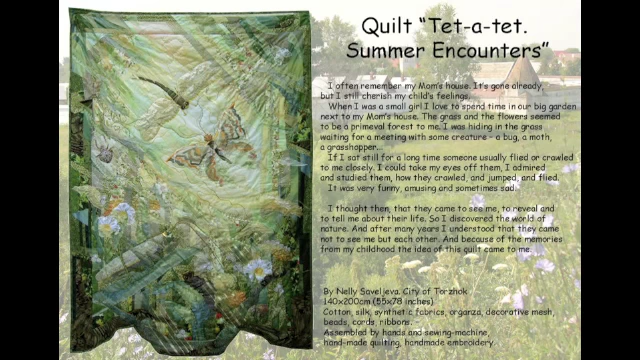 Quilt "Tet-a-tet.
Summer Encounters"
I often remember my Mom's house. It's gone already,
but I still cherish my child's feelings.
When I was a small girl I love to spend time in our big garden
next to my Mom's house. The grass and the flowers seemed
to be a primeval forest to me. I was hiding in the grass
waiting for a meeting with some creature - a bug, a moth,
a grasshopper...
If I sat still for a long time someone usually flied or crawled
to me closely. I could take my eyes off them, I admired
and studied them, how they crawled, and jumped, and flied.
It was very funny, amusing and sometimes sad.
I thought then, that they came to see me, to reveal and
to tell me about their life. So I discovered the world of
nature. And after many years I understood that they came
not to see me but each other. And because of the memories
from my childhood the idea of this quilt came to me.
By Nelly Saveljeva. City of Torzhok
140x200cm (55x78 inches)
Cotton, silk, synthetic fabrics, organza, decorative mesh,
beads, cords, ribbons.
Assembled by hands and sewing-machine,
hand-made quilting, handmade embroidery.